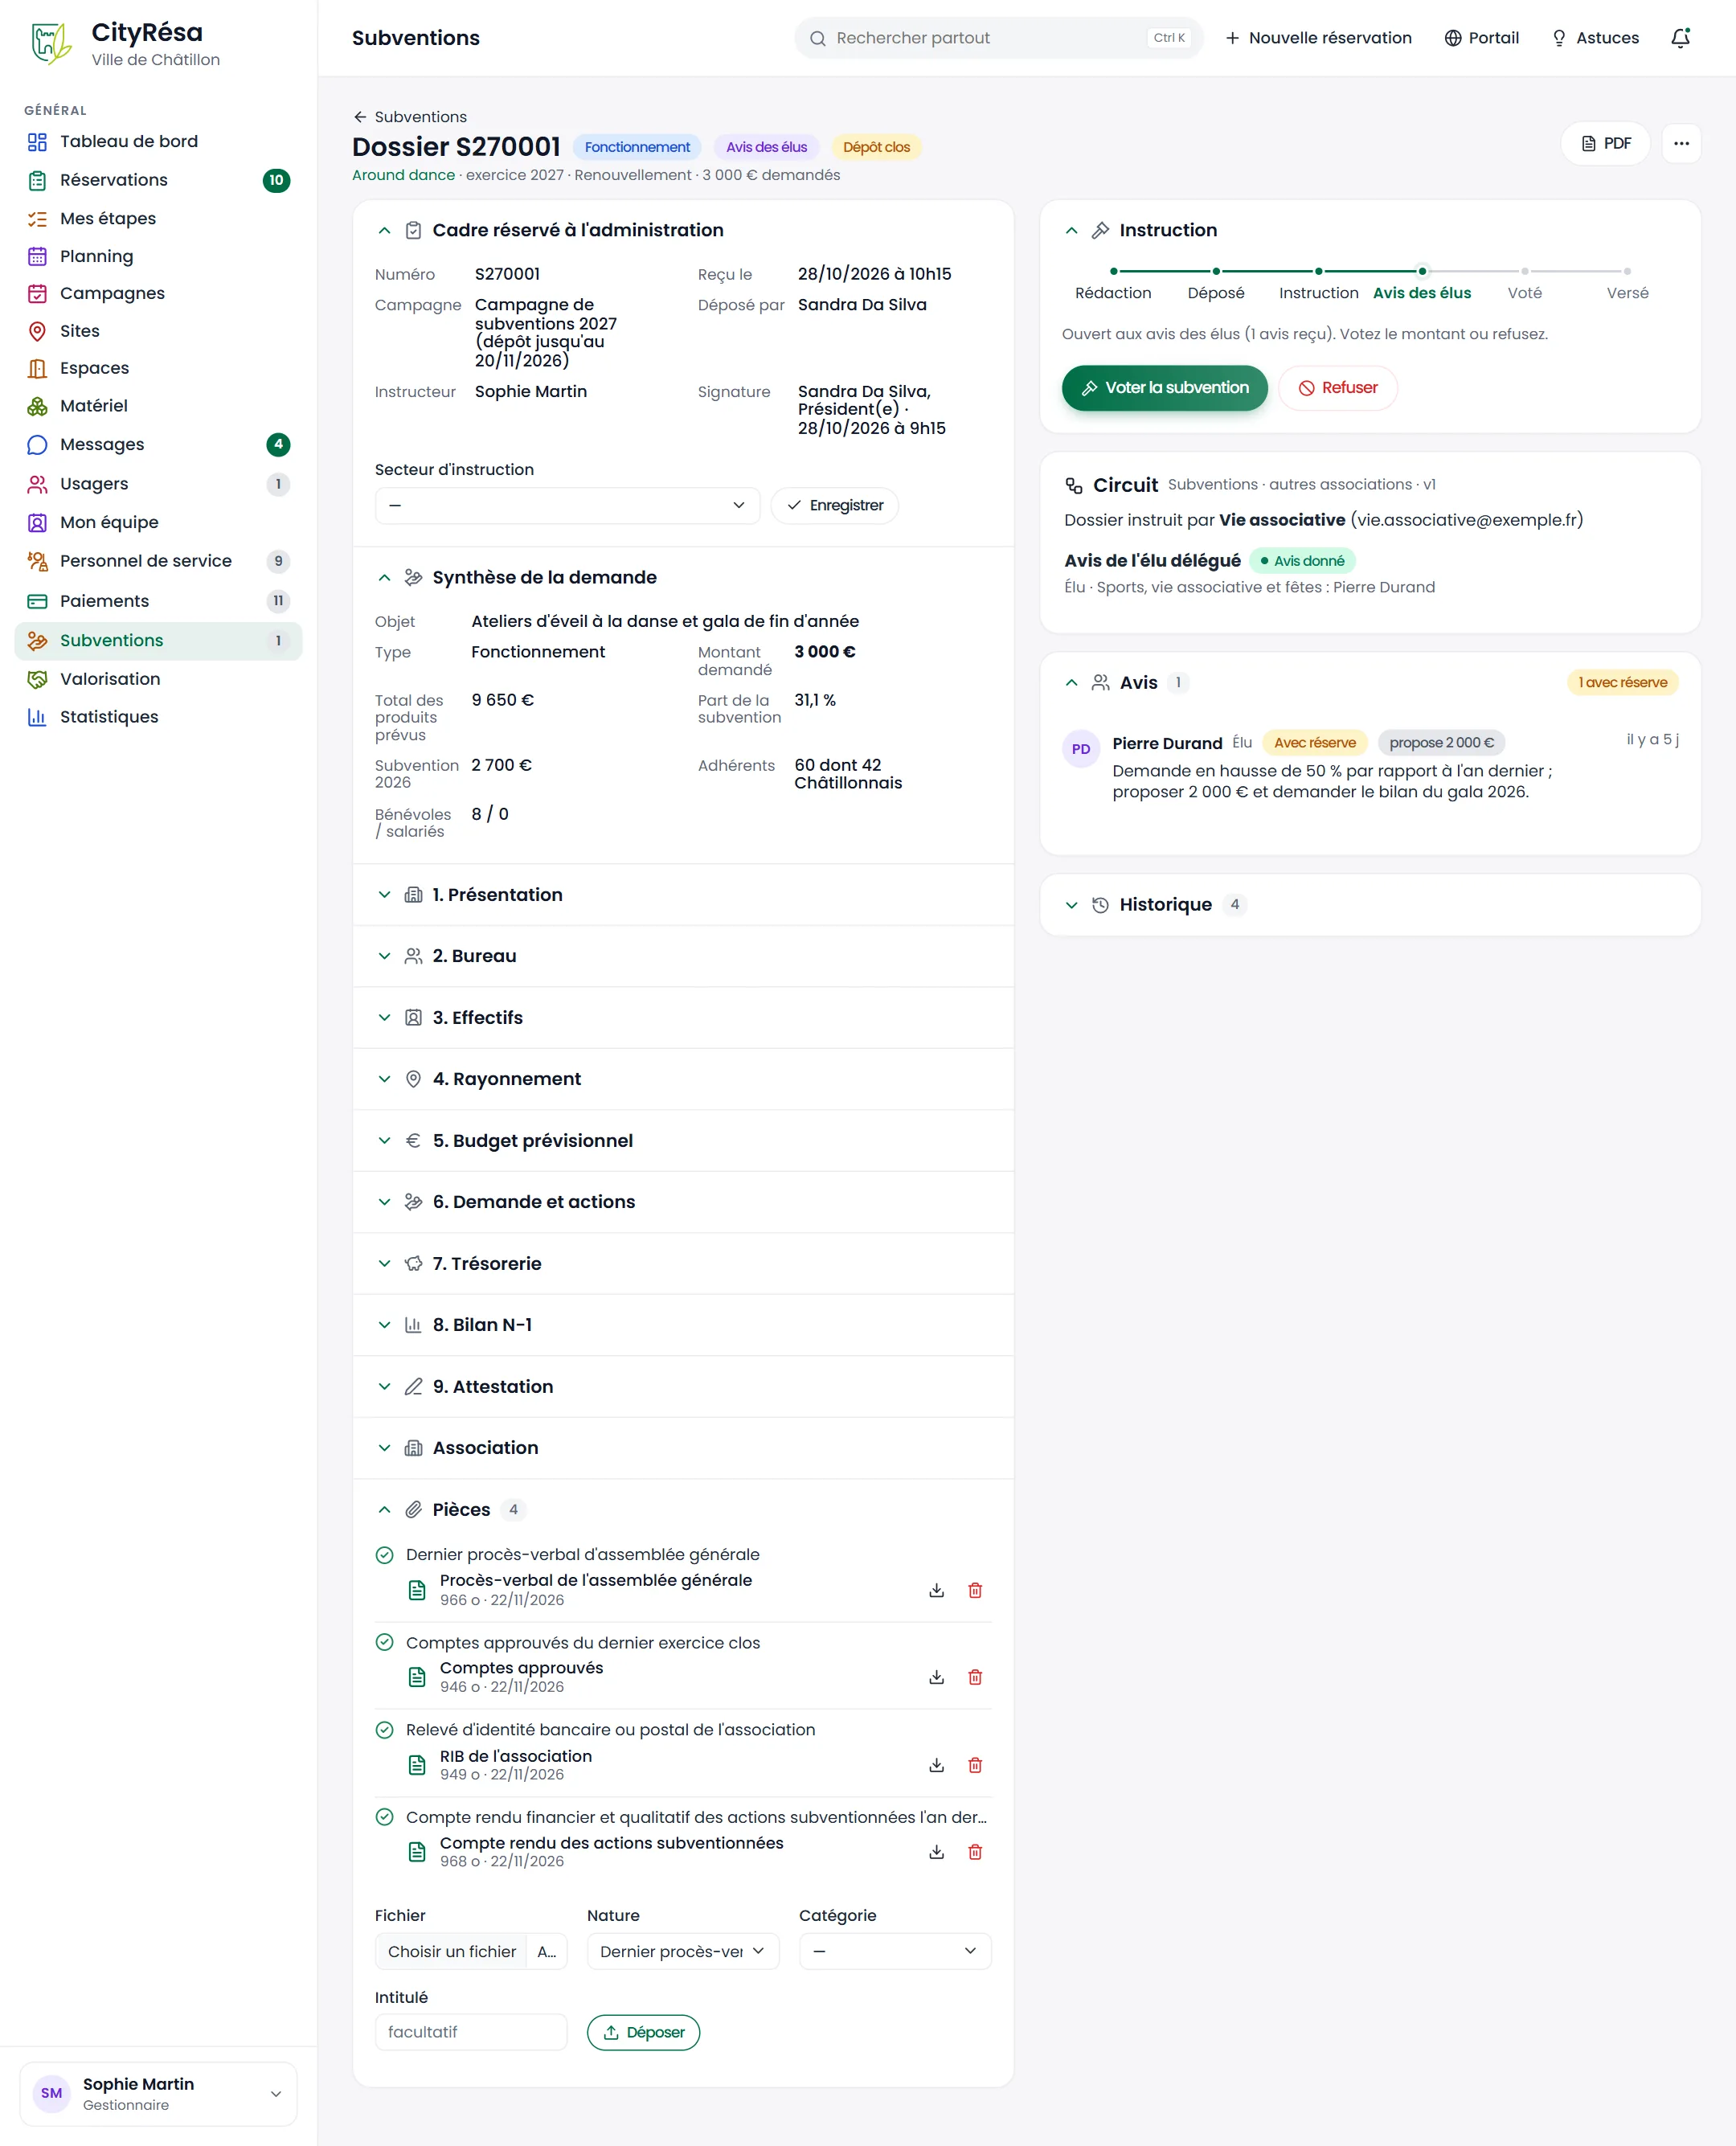 CityRésa
Ville de Châtillon
GÉNÉRAL
Tableau de bord
Réservations 10
Mes étapes
Planning
Campagnes
Sites
Espaces
Matériel
Messages 4
Usagers 1
Mon équipe
Personnel de service 9
Paiements 11
Subventions 1
Valorisation
Statistiques
Sophie Martin
SM
Gestionnaire
Subventions
Rechercher partout Ctrl K
Nouvelle réservation
Portail
Astuces
Subventions
Dossier S270001 Fonctionnement Avis des élus Dépôt clos
Around dance · exercice 2027 · Renouvellement · 3 000 € demandés
PDF
Cadre réservé à l'administration
Numéro S270001 Reçu le 28/10/2026 à 10h15
Campagne Campagne de subventions 2027 (dépôt jusqu'au 20/11/2026) Déposé par Sandra Da Silva
Instructeur Sophie Martin Signature Sandra Da Silva, Président(e) · 28/10/2026 à 9h15
Secteur d'instruction
— Enregistrer
Synthèse de la demande
Objet Ateliers d'éveil à la danse et gala de fin d'année
Type Fonctionnement Montant demandé 3 000 €
Total des produits prévus 9 650 € Part de la subvention 31,1 %
Subvention 2026 2 700 € Adhérents 60 dont 42 Châtillonnais
Bénévoles / salariés 8 / 0
1. Présentation
2. Bureau
3. Effectifs
4. Rayonnement
5. Budget prévisionnel
6. Demande et actions
7. Trésorerie
8. Bilan N-1
9. Attestation
Association
Pièces 4
Dernier procès-verbal d'assemblée générale
Procès-verbal de l'assemblée générale
966 o · 22/11/2026
Comptes approuvés du dernier exercice clos
Comptes approuvés
946 o · 22/11/2026
Relevé d'identité bancaire ou postal de l'association
RIB de l'association
949 o · 22/11/2026
Compte rendu financier et qualitatif des actions subventionnées l'an der...
Compte rendu des actions subventionnées
968 o · 22/11/2026
Fichier Nature Catégorie
Choisir un fichier A... Dernier procès-ver —
Intitulé
facultatif Déposer
Instruction
Rédaction Déposé Instruction Avis des élus Voté Versé
Ouvert aux avis des élus (1 avis reçu). Votez le montant ou refusez.
Voter la subvention Refuser
Circuit Subventions · autres associations · v1
Dossier instruit par Vie associative (vie.associative@exemple.fr)
Avis de l'élu délégué Avis donné
Élu · Sports, vie associative et fêtes : Pierre Durand
Avis 1 1 avec réserve
PD Pierre Durand Élu Avec réserve propose 2 000 € il y a 5 j
Demande en hausse de 50 % par rapport à l'an dernier ;
proposer 2 000 € et demander le bilan du gala 2026.
Historique 4